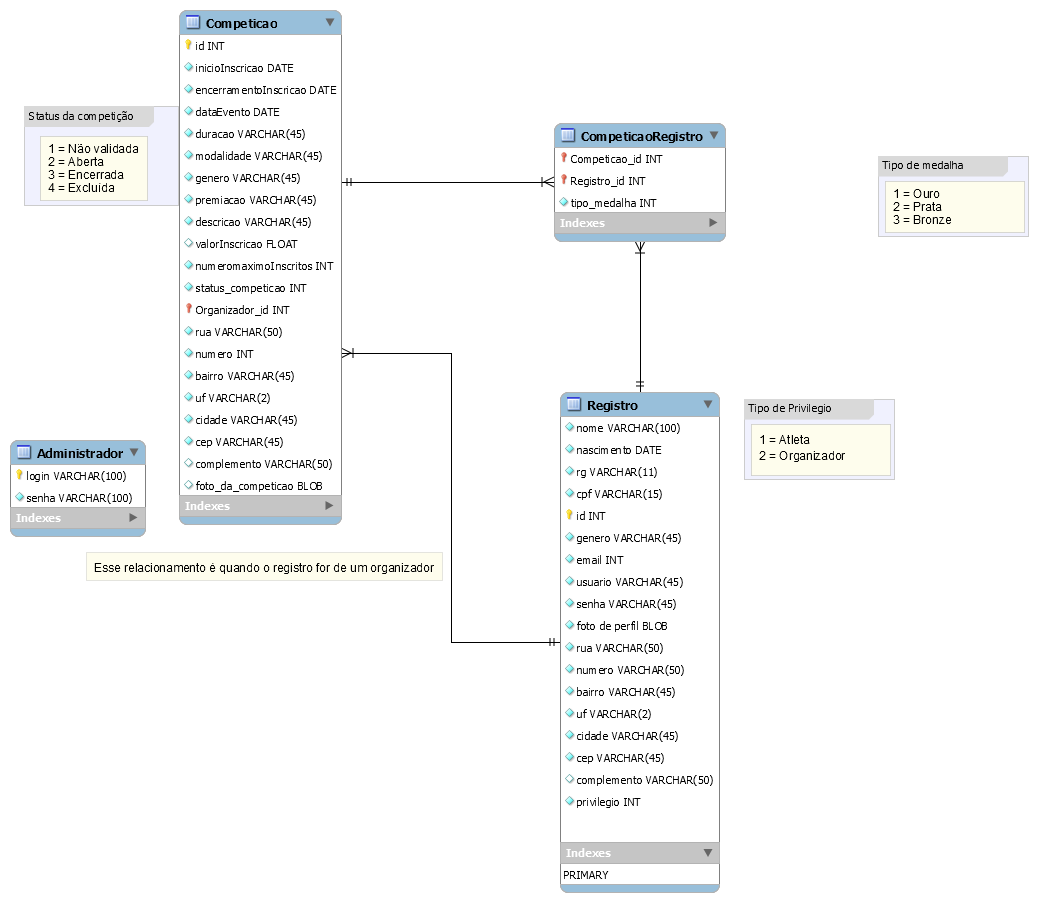 Competicao
id INT
inicioInscricao DATE
encerramentoInscricao DATE
dataEvento DATE
duracao VARCHAR(45)
modalidade VARCHAR(45)
genero VARCHAR(45)
premiacao VARCHAR(45)
descricao VARCHAR(45)
valorInscricao FLOAT
numeromaximoInscritos INT
status_competicao INT
Organizador_id INT
rua VARCHAR(50)
numero INT
bairro VARCHAR(45)
uf VARCHAR(2)
cidade VARCHAR(45)
cep VARCHAR(45)
complemento VARCHAR(50)
foto_da_competicao BLOB
Indexes
Status da competição
1 = Não validada
2 = Aberta
3 = Encerrada
4 = Excluída
CompeticaoRegistro
Competicao_id INT
Registro_id INT
tipo_medalha INT
Indexes
Tipo de medalha
1 = Ouro
2 = Prata
3 = Bronze
Administrador
login VARCHAR(100)
senha VARCHAR(100)
Indexes
Esse relacionamento é quando o registro for de um organizador
Registro
nome VARCHAR(100)
nascimento DATE
rg VARCHAR(11)
cpf VARCHAR(15)
id INT
genero VARCHAR(45)
email INT
usuario VARCHAR(45)
senha VARCHAR(45)
foto de perfil BLOB
rua VARCHAR(50)
numero VARCHAR(50)
bairro VARCHAR(45)
uf VARCHAR(2)
cidade VARCHAR(45)
cep VARCHAR(45)
complemento VARCHAR(50)
privilegio INT
Indexes
PRIMARY
Tipo de Privilegio
1 = Atleta
2 = Organizador